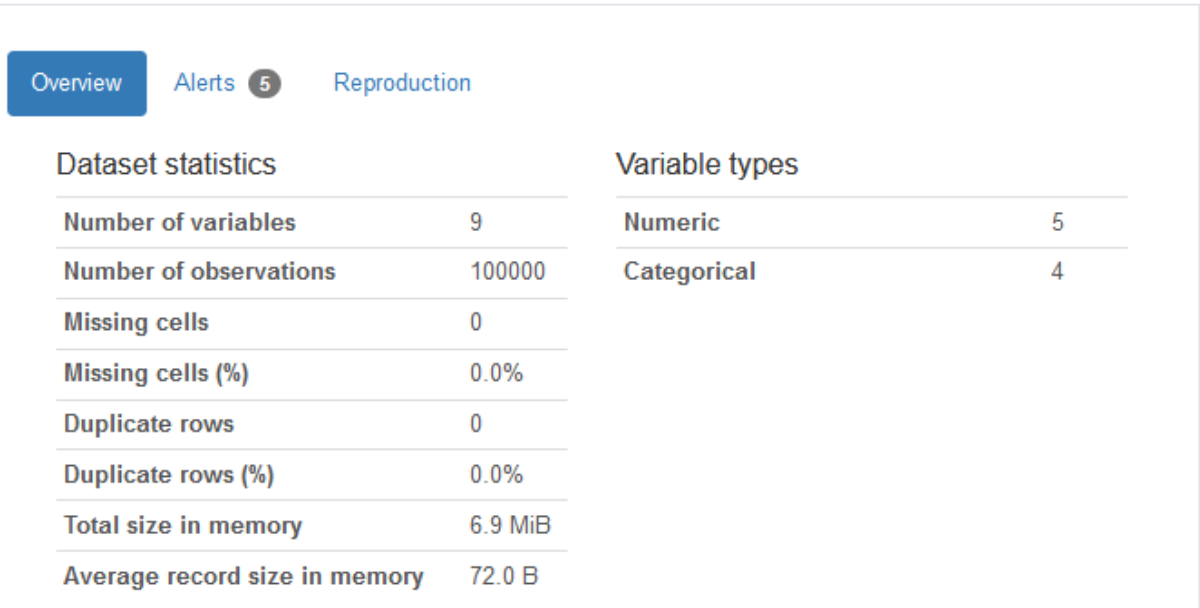 Overview Alerts 5 Reproduction
Dataset statistics
Number of variables 9
Number of observations 100000
Missing cells 0
Missing cells (%) 0.0%
Duplicate rows 0
Duplicate rows (%) 0.0%
Total size in memory 6.9 MiB
Average record size in memory 72.0 B
Variable types
Numeric 5
Categorical 4